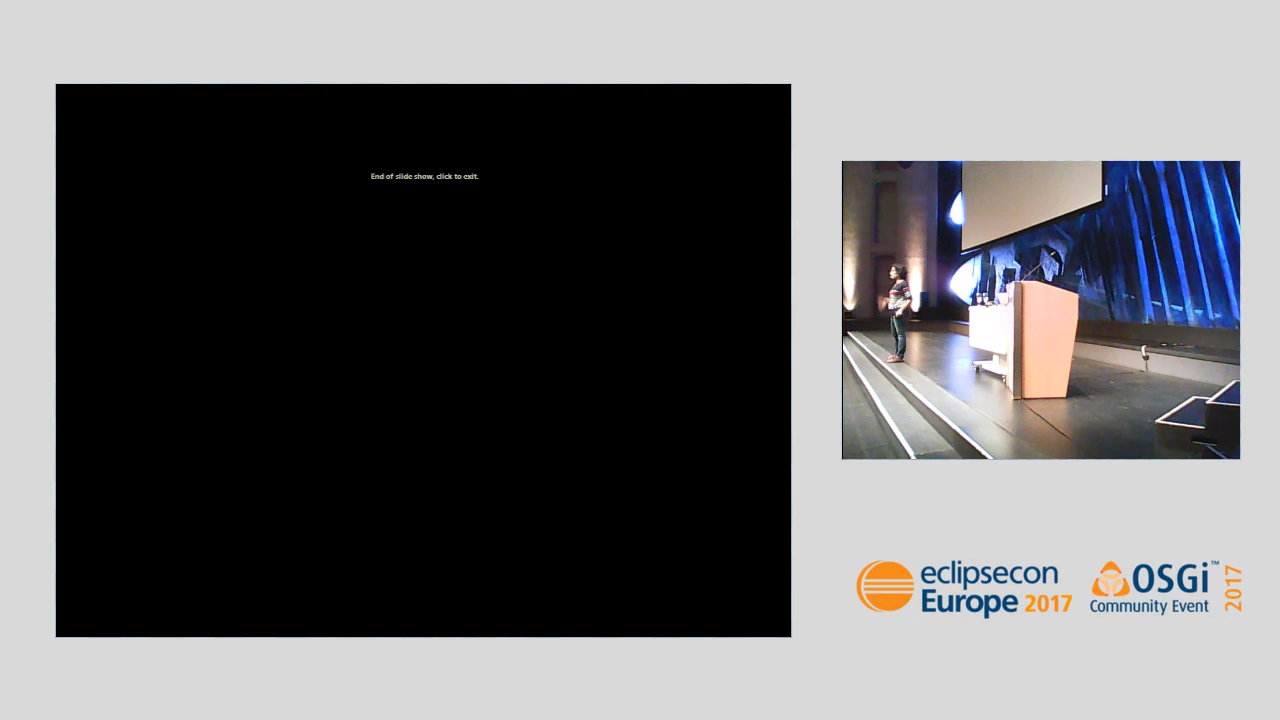 End of slide show, click to exit.
eclipsecon
Europe 2017
OSGi™
Community Event
2017